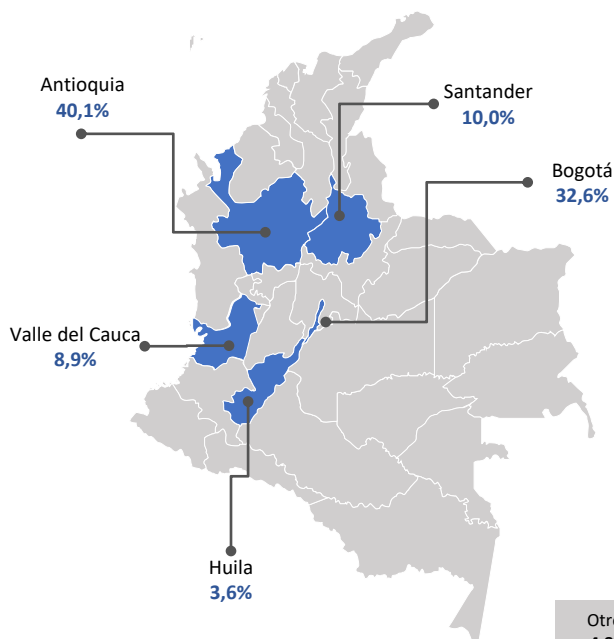 Antioquia
40,1%
Santander
10,0%
Bogotá
32,6%
Valle del Cauca
8,9%
Huila
3,6%